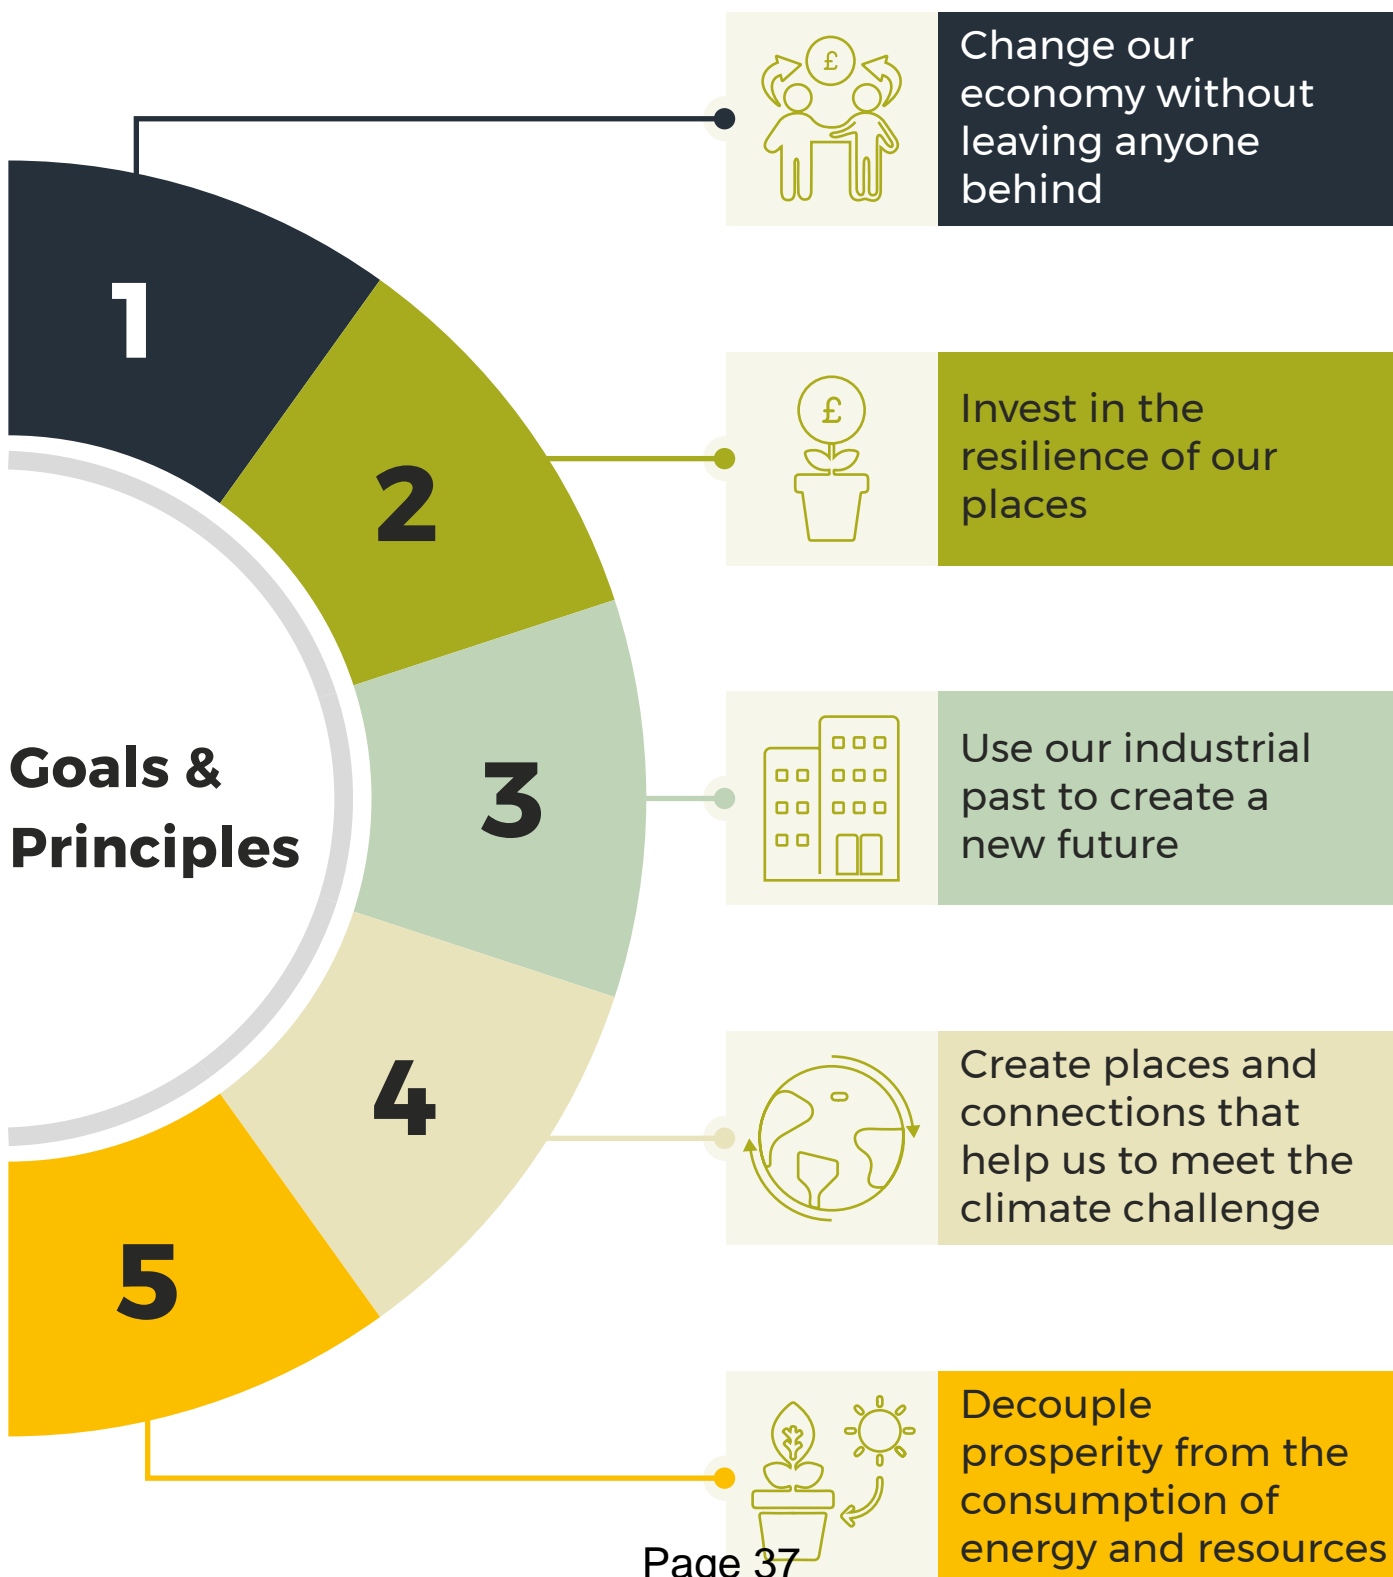 £
Change our
economy without
leaving anyone
behind
1
£
Invest in the
resilience of our
places
2
Goals &
Principles
3
Use our industrial
past to create a
new future
4
Create places and
connections that
help us to meet the
climate challenge
5
Decouple
prosperity from the
consumption of
energy and resources
Page 37